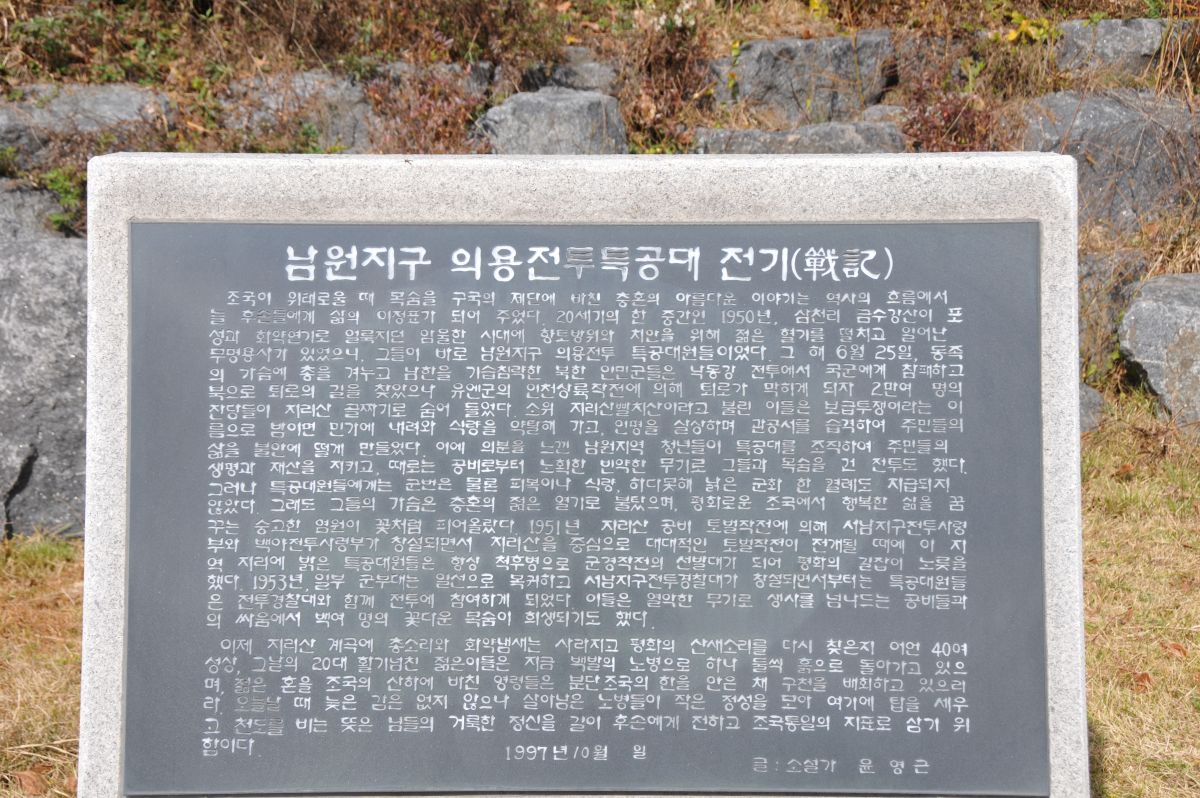 남원지구 의용전투특공대 전기(戰記)
조국이 위태로울 때 목숨을 구국의 제단에 바친 충혼의 아름다운 이야기는 역사의 흐름에서
늘 후손들에게 삶의 이정표가 되어 주었다. 20세기의 한 중간인 1950년, 삼천리 금수강산이 포
성과 화약연기로 얼룩지던 암울한 시대에 향토방위와 치안을 위해 젊은 혈기를 떨치고 일어난
무명용사가 있었으니, 그들이 바로 남원지구 의용전투 특공대원들이었다. 그 해 6월 25일, 동족
의 가슴에 총을 겨누고 남한을 기습침략한 북한 인민군들은 낙동강 전투에서 국군에게 참패하고
북으로 퇴로의 길을 찾았으나 유엔군의 인천상륙작전에 의해 퇴로가 막히게 되자 2만여 명의
잔당들이 지리산 골짜기로 숨어 들었다. 소위 지리산빨치산이라고 불린 이들은 보급투쟁이라는 이
름으로 밤이면 민가에 내려와 식량을 약탈해 가고, 인명을 살상하며 관공서를 습격하여 주민들의
삶을 불안에 떨게 만들었다. 이에 의분을 느낀 남원지역 청년들이 특공대를 조직하여 주민들의
생명과 재산을 지키고, 때로는 공비로부터 노획한 빈약한 무기로 그들과 목숨을 건 전투도 했다.
그러나 특공대원들에게는 군번은 물론 피복이나 식량, 하다못해 낡은 군화 한 켤레도 지급되지
않았다. 그래도 그들의 가슴은 충혼의 젊은 열기로 불탔으며, 평화로운 조국에서 행복한 삶을 꿈
꾸는 숭고한 염원이 꽃처럼 피어올랐다. 1951년 지리산 공비 토벌작전에 의해 서남지구전투사령
부와 백야전투사령부가 창설되면서 지리산을 중심으로 대대적인 토벌작전이 전개될 때에 이 지
역 지리에 밝은 특공대원들은 항상 척후병으로 군경작전의 선발대가 되어 평화의 길잡이 노릇을
했다. 1953년, 일부 군부대는 일선으로 복귀하고 서남지구전투경찰대가 창설되면서부터는 특공대원들
은 전투경찰대와 함께 전투에 참여하게 되었다. 이들은 열악한 무기로 생사를 넘나드는 공비들과
의 싸움에서 백여 명의 꽃다운 목숨이 희생되기도 했다.
이제 지리산 계곡에 총소리와 화약냄새는 사라지고 평화의 산새소리를 다시 찾은지 어언 40여
성상, 그날의 20대 활기넘친 젊은이들은 지금 백발의 노병으로 하나 둘씩 흙으로 돌아가고 있으
며, 젊은 혼을 조국의 산하에 바친 영령들은 분단조국의 한을 안은 채 구천을 배회하고 있으리
라. 오늘날 때 늦은 감은 없지 않으나 살아남은 노병들이 작은 정성을 모아 여기에 탑을 세우
고 천도를 비는 뜻은 님들의 거룩한 정신을 길이 후손에게 전하고 조국통일의 지표로 삼기 위
함이다.
1997년 10월 일
글 : 소설가 윤영근